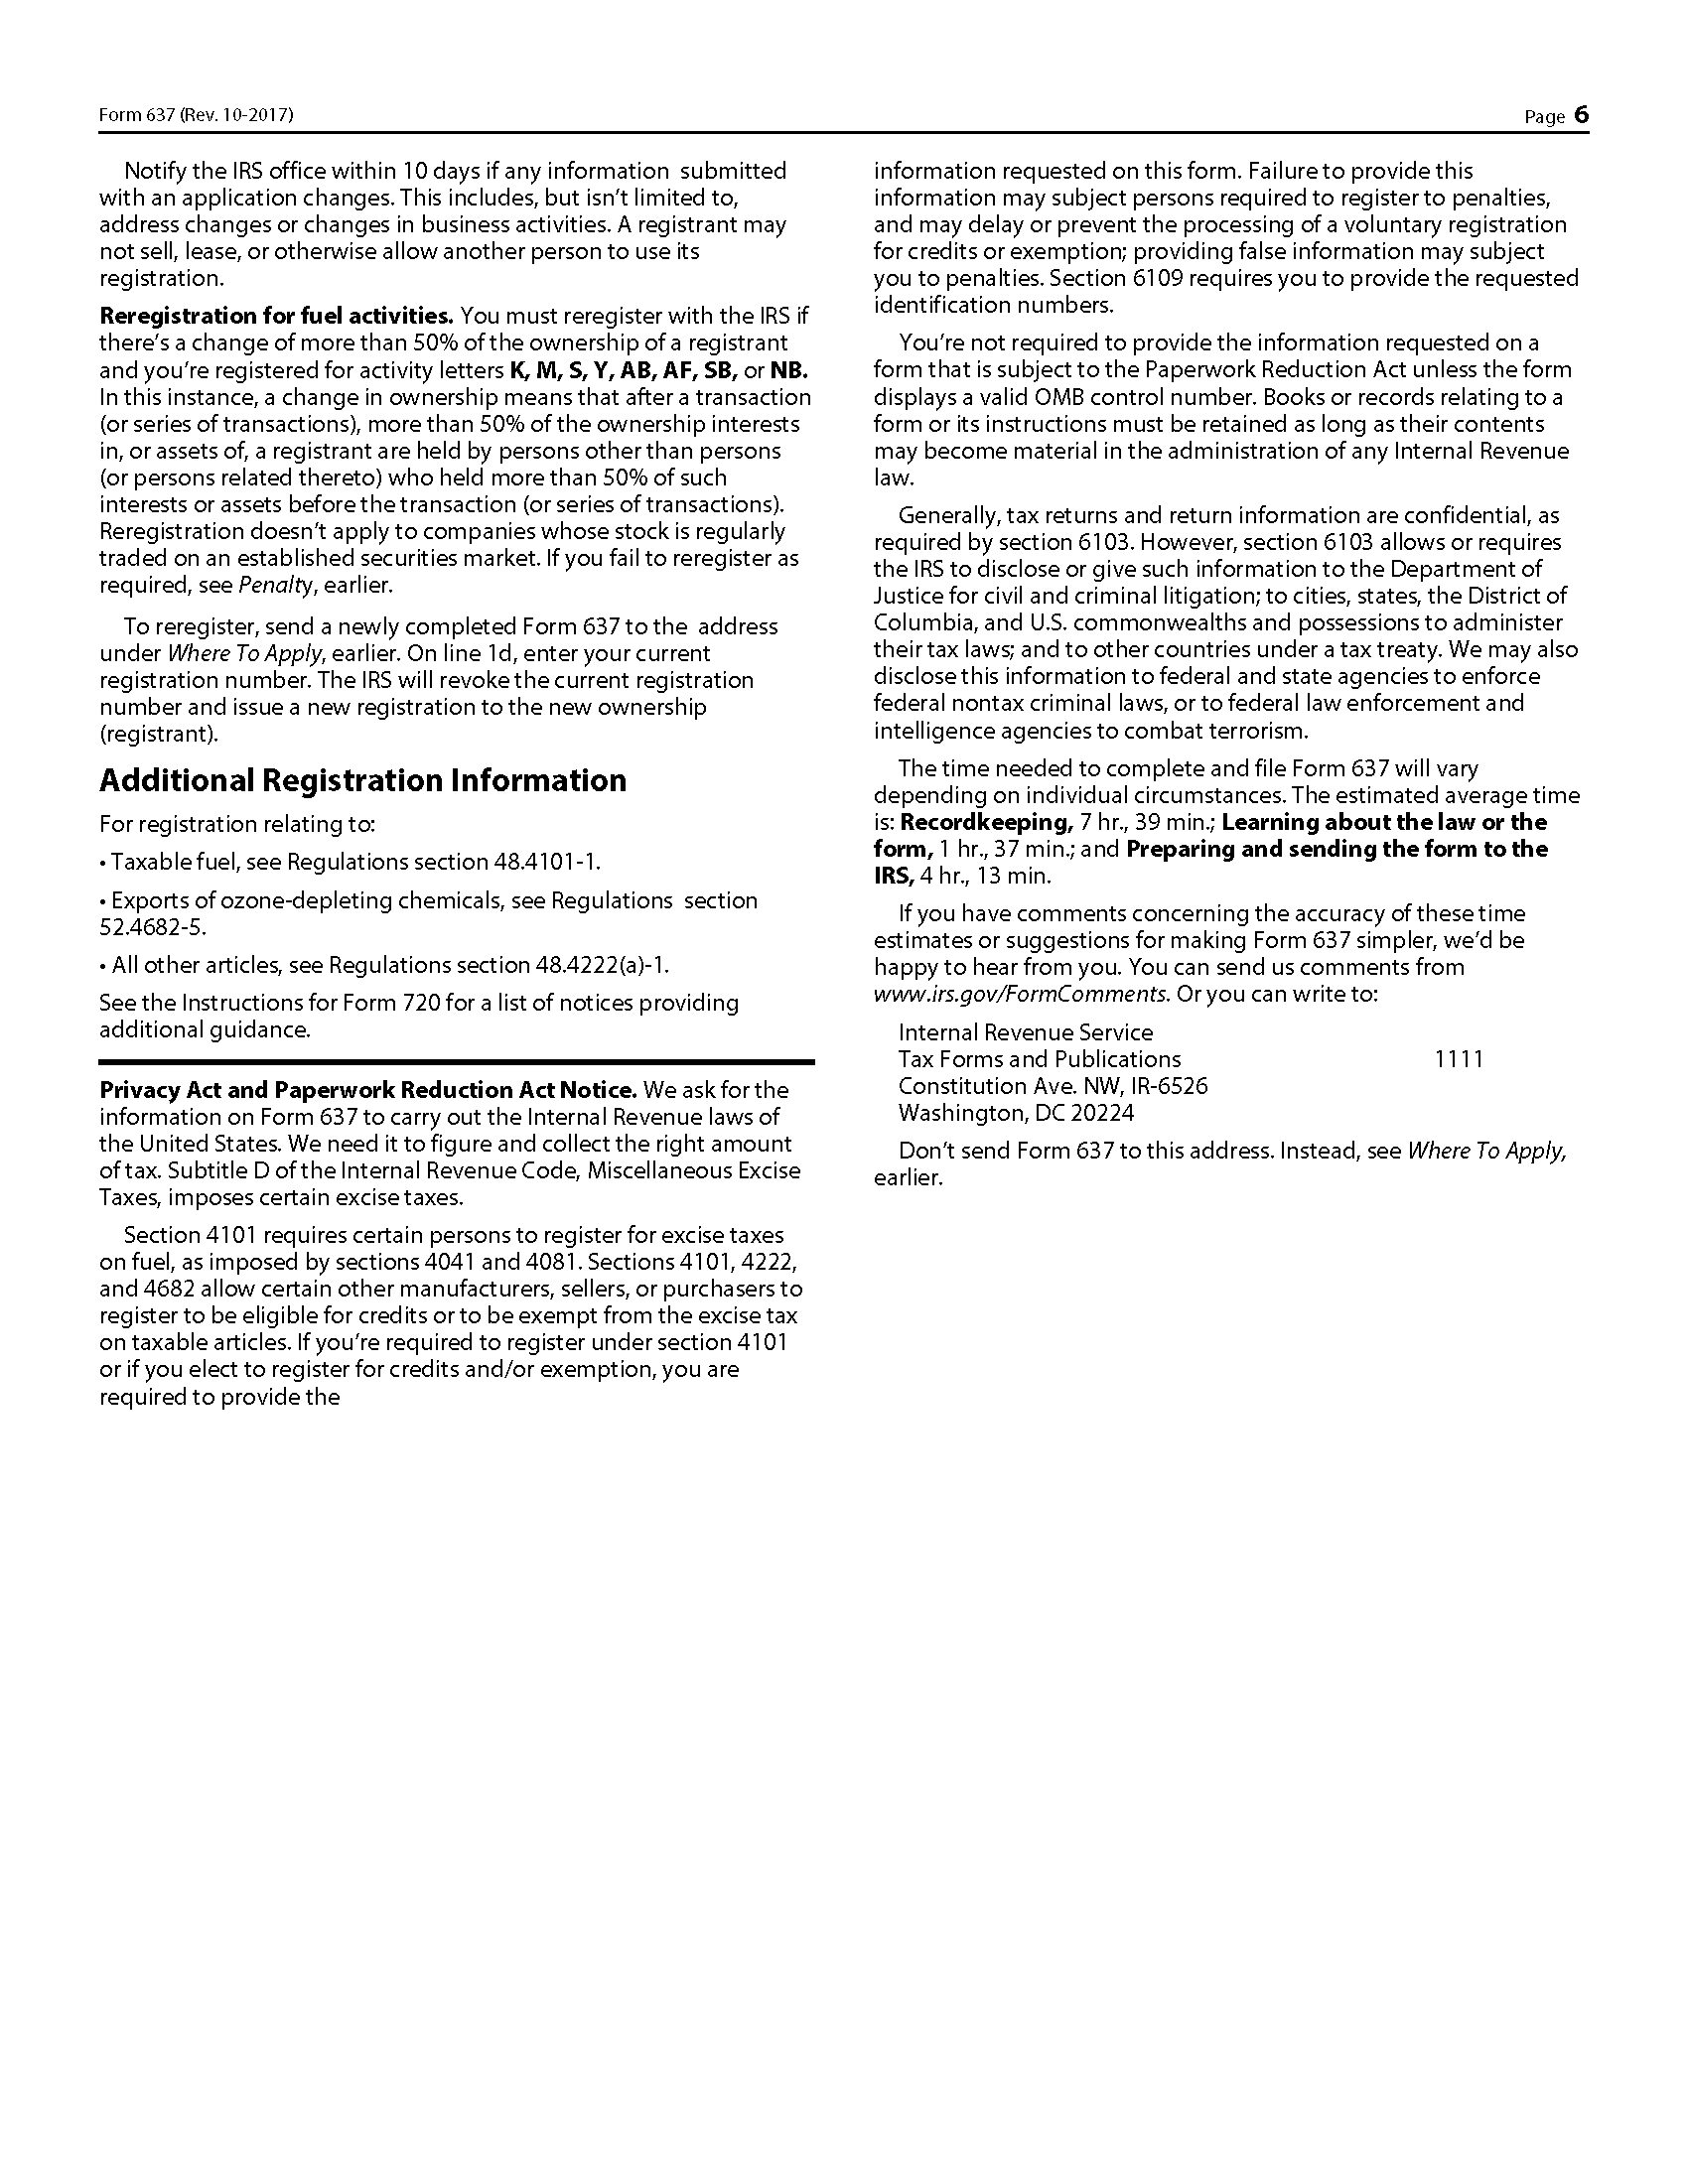 Form 637 (Rev. 10-2017)
Page 6
Notify the IRS office within 10 days if any information submitted
with an application changes. This includes, but isn't limited to,
address changes or changes in business activities. A registrant may
not sell, lease, or otherwise allow another person to use its
registration.
Reregistration for fuel activities. You must reregister with the IRS if
there's a change of more than 50% of the ownership of a registrant
and you're registered for activity letters K, M, S, Y, AB, AF, SB, or NB.
In this instance, a change in ownership means that after a transaction
(or series of transactions), more than 50% of the ownership interests
in, or assets of, a registrant are held by persons other than persons
(or persons related thereto) who held more than 50% of such
interests or assets before the transaction (or series of transactions).
Reregistration doesn't apply to companies whose stock is regularly
traded on an established securities market. If you fail to reregister as
required, see Penalty, earlier.
To reregister, send a newly completed Form 637 to the address
under Where To Apply, earlier. On line 1d, enter your current
registration number. The IRS will revoke the current registration
number and issue a new registration to the new ownership
(registrant).
Additional Registration Information
For registration relating to:
• Taxable fuel, see Regulations section 48.4101-1.
• Exports of ozone-depleting chemicals, see Regulations section
52.4682-5.
• All other articles, see Regulations section 48.4222(a)-1.
See the Instructions for Form 720 for a list of notices providing
additional guidance.
Privacy Act and Paperwork Reduction Act Notice. We ask for the
information on Form 637 to carry out the Internal Revenue laws of
the United States. We need it to figure and collect the right amount
of tax. Subtitle D of the Internal Revenue Code, Miscellaneous Excise
Taxes, imposes certain excise taxes.
Section 4101 requires certain persons to register for excise taxes
on fuel, as imposed by sections 4041 and 4081. Sections 4101, 4222,
and 4682 allow certain other manufacturers, sellers, or purchasers to
register to be eligible for credits or to be exempt from the excise tax
on taxable articles. If you're required to register under section 4101
or if you elect to register for credits and/or exemption, you are
required to provide the
information requested on this form. Failure to provide this
information may subject persons required to register to penalties,
and may delay or prevent the processing of a voluntary registration
for credits or exemption; providing false information may subject
you to penalties. Section 6109 requires you to provide the requested
identification numbers.
You're not required to provide the information requested on a
form that is subject to the Paperwork Reduction Act unless the form
displays a valid OMB control number. Books or records relating to a
form or its instructions must be retained as long as their contents
may become material in the administration of any Internal Revenue
law.
Generally, tax returns and return information are confidential, as
required by section 6103. However, section 6103 allows or requires
the IRS to disclose or give such information to the Department of
Justice for civil and criminal litigation; to cities, states, the District of
Columbia, and U.S. commonwealths and possessions to administer
their tax laws; and to other countries under a tax treaty. We may also
disclose this information to federal and state agencies to enforce
federal nontax criminal laws, or to federal law enforcement and
intelligence agencies to combat terrorism.
The time needed to complete and file Form 637 will vary
depending on individual circumstances. The estimated average time
is: Recordkeeping, 7 hr., 39 min.; Learning about the law or the
form, 1 hr., 37 min.; and Preparing and sending the form to the
IRS, 4 hr., 13 min.
If you have comments concerning the accuracy of these time
estimates or suggestions for making Form 637 simpler, we'd be
happy to hear from you. You can send us comments from
www.irs.gov/FormComments. Or you can write to:
Internal Revenue Service
Tax Forms and Publications 1111
Constitution Ave. NW, IR-6526
Washington, DC 20224
Don't send Form 637 to this address. Instead, see Where To Apply,
earlier.